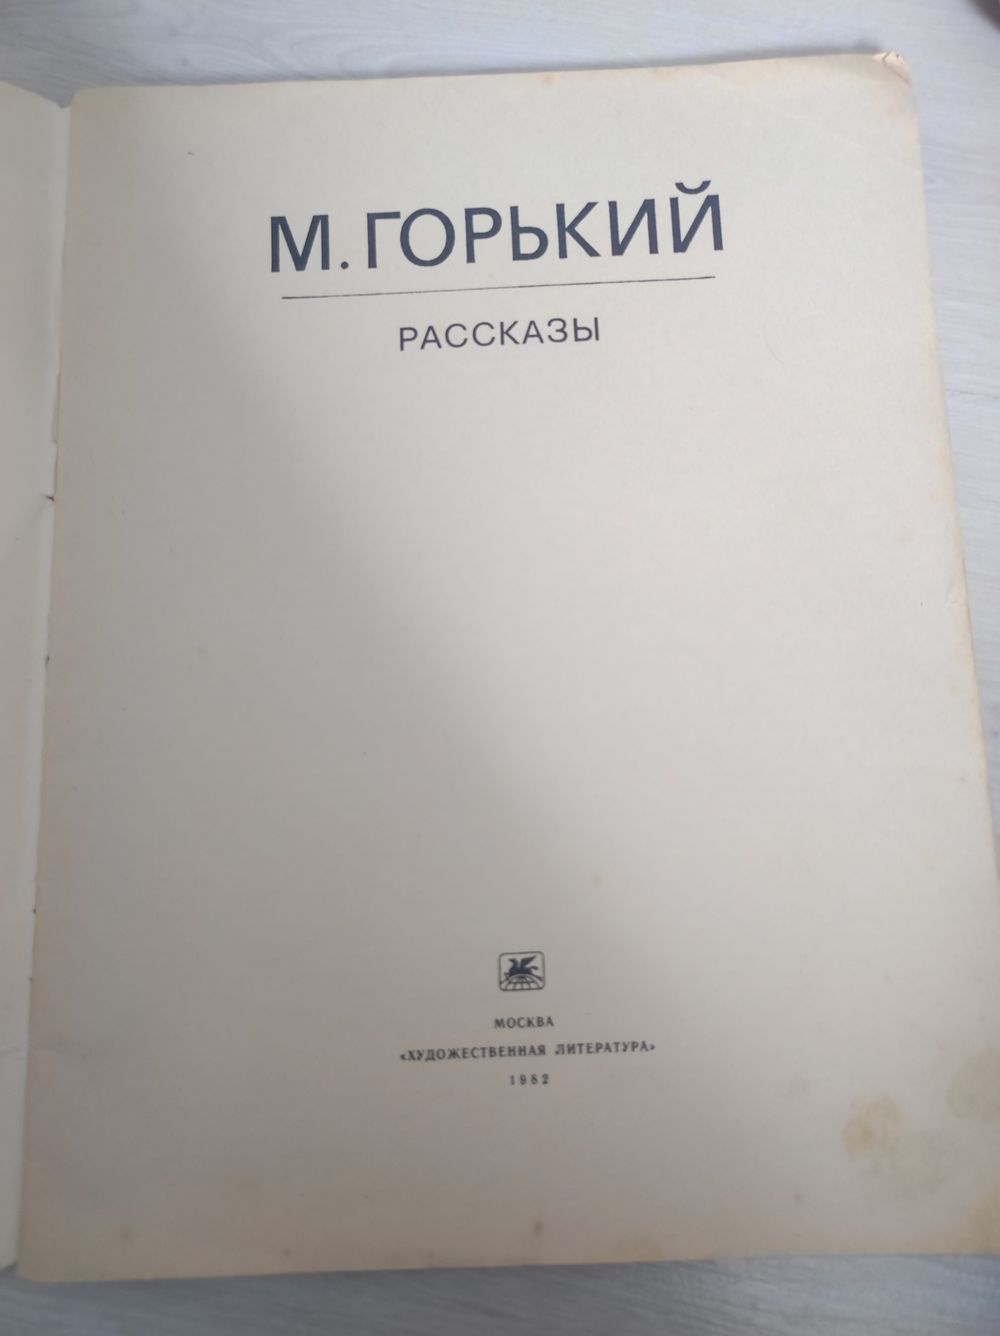 М. ГОРЬКИЙ
РАССКАЗЫ
МОСКВА
«ХУДОЖЕСТВЕННАЯ ЛИТЕРАТУРА»
1982